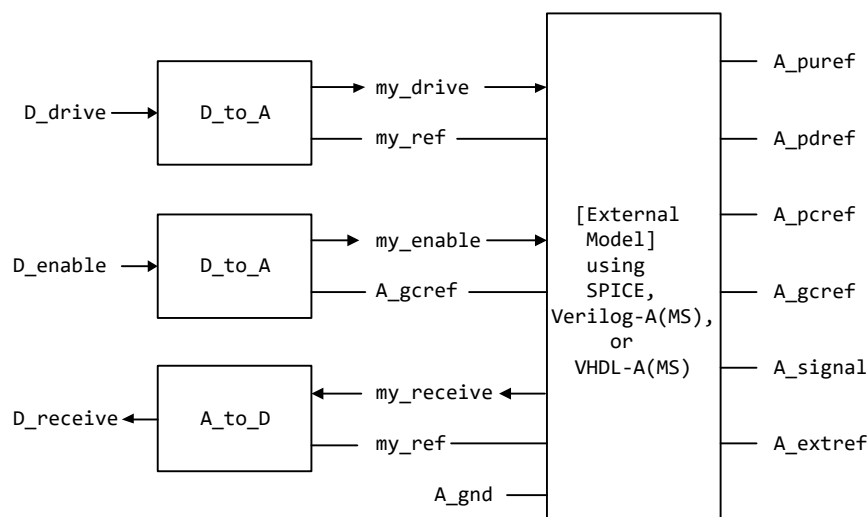 D_drive
D_to_A
my_drive
my_ref
D_enable
D_to_A
my_enable
A_gcref
D_receive
A_to_D
my_receive
my_ref
A_gnd
[External
Model]
using
SPICE,
Verilog-A(MS),
or
VHDL-A(MS)
A_puref
A_pdref
A_pcref
A_gcref
A_signal
A_extref